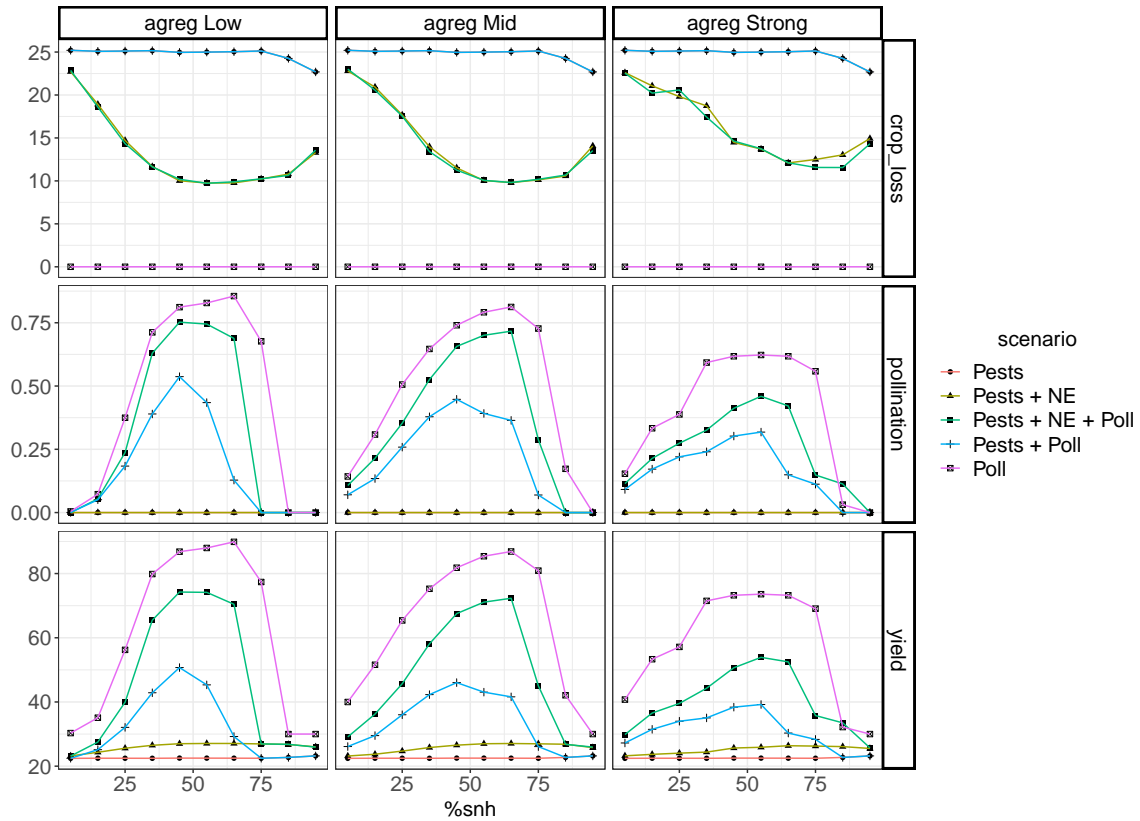 agreg Low agreg Mid agreg Strong
25
20
15
10
5
0
crop_loss
0.75
0.50
0.25
0.00
pollination
80
60
40
20
yield
25 50 75 25 50 75 25 50 75
%snh
scenario
Pests
Pests + NE
Pests + NE + Poll
Pests + Poll
Poll